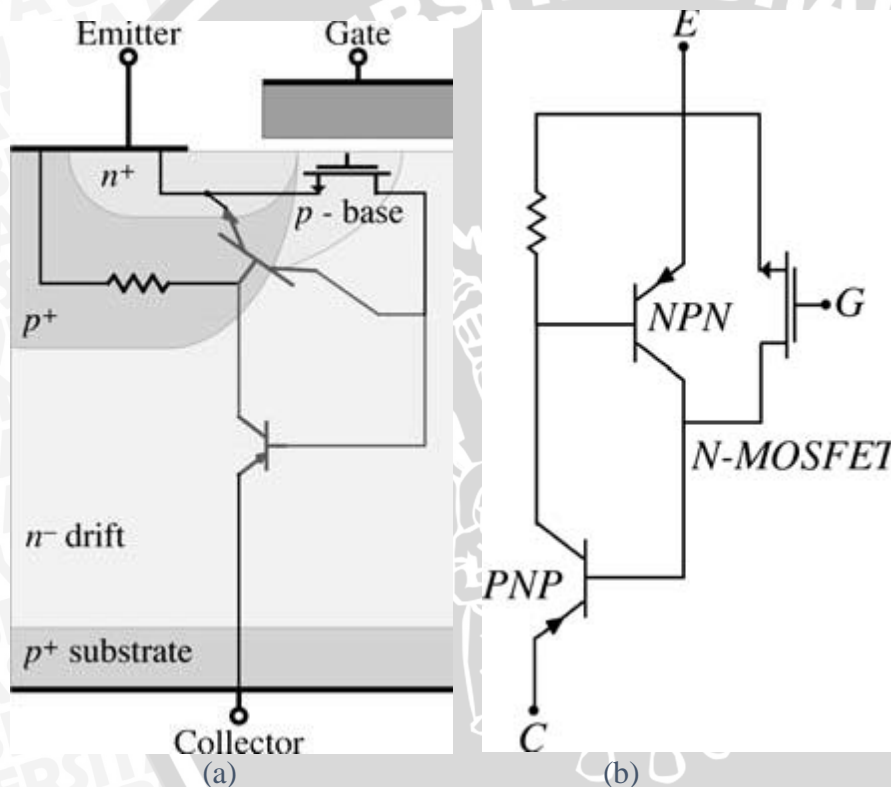 Emitter
Gate
n+
p - base
p+
n– drift
p+ substrate
Collector
(a)
E
NPN
G
N-MOSFET
PNP
C
(b)